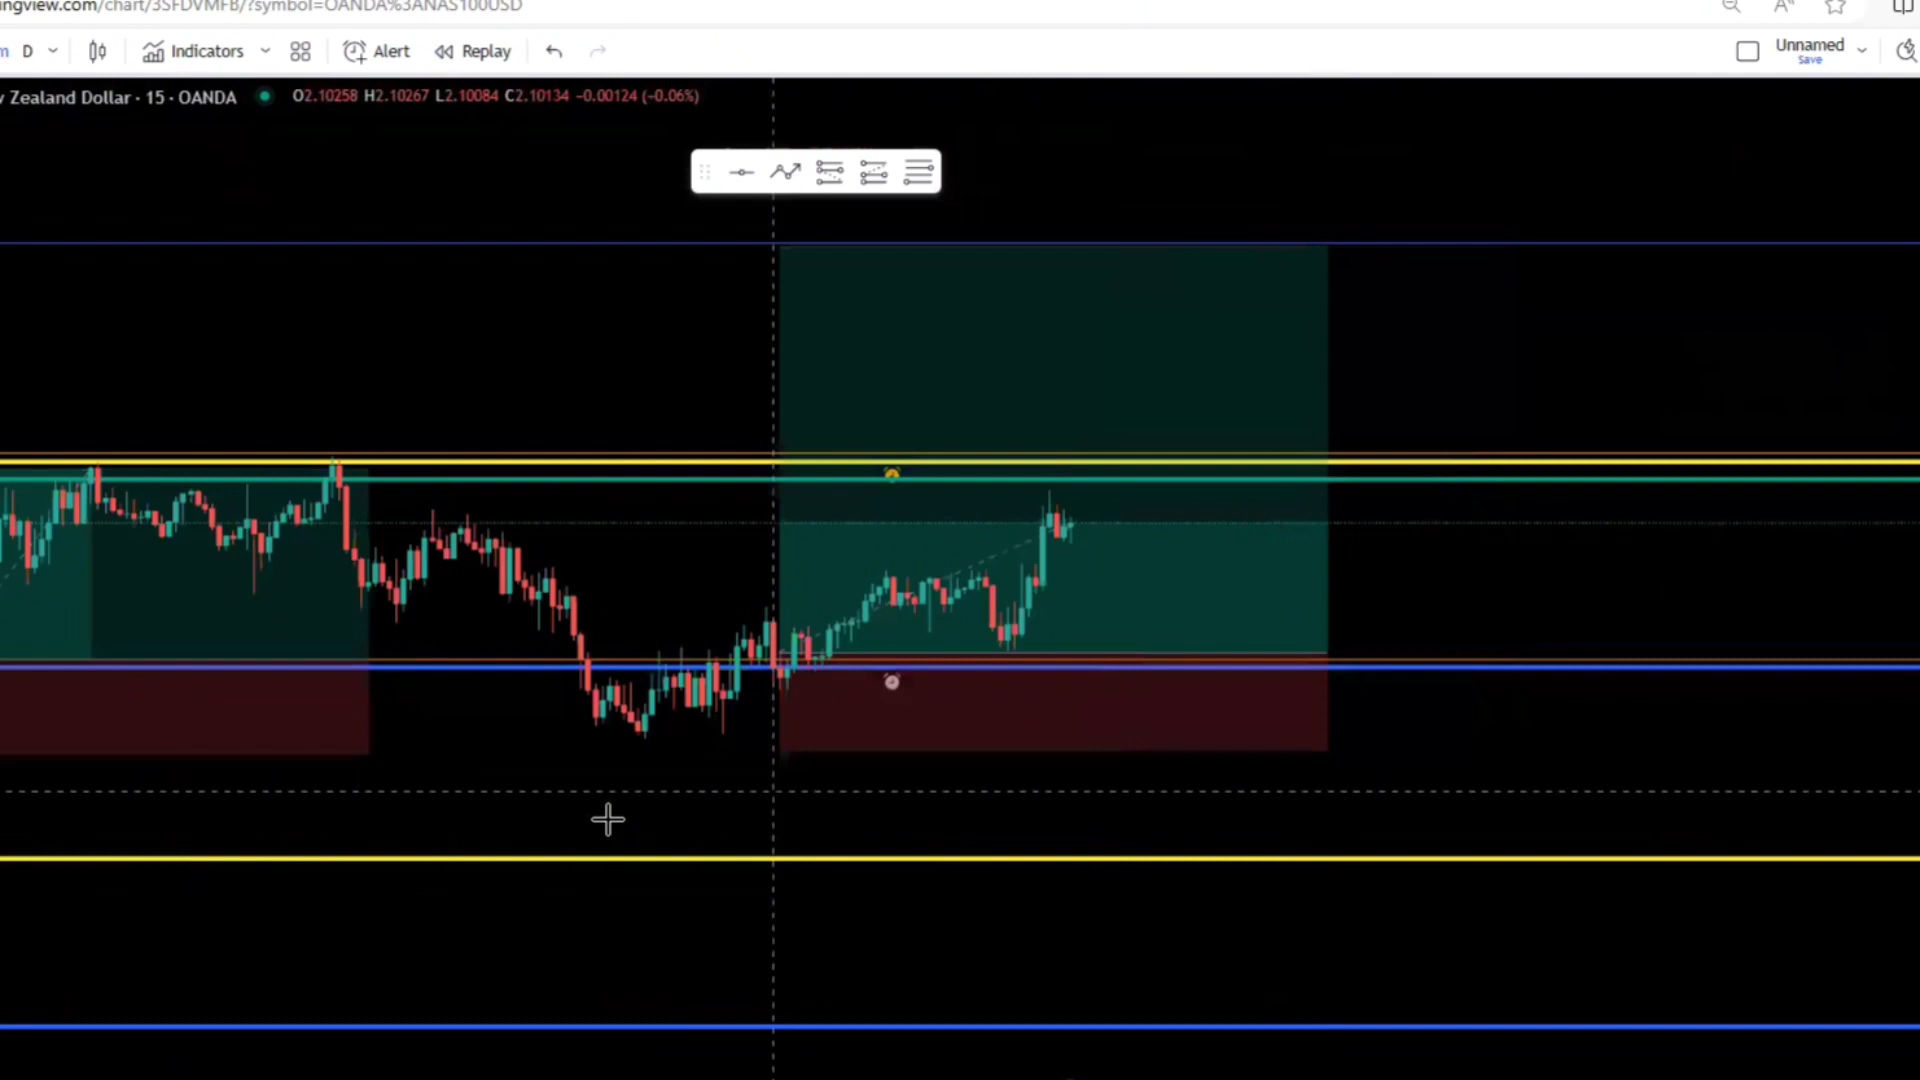 ingview.com/chart/3SFDVMFB/?symbol=OANDA%3ANAS100USD
m D Indicators Alert Replay Unnamed
Save
Zealand Dollar · 15 · OANDA O2.10258 H2.10267 L2.10084 C2.10134 −0.00124 (−0.06%)